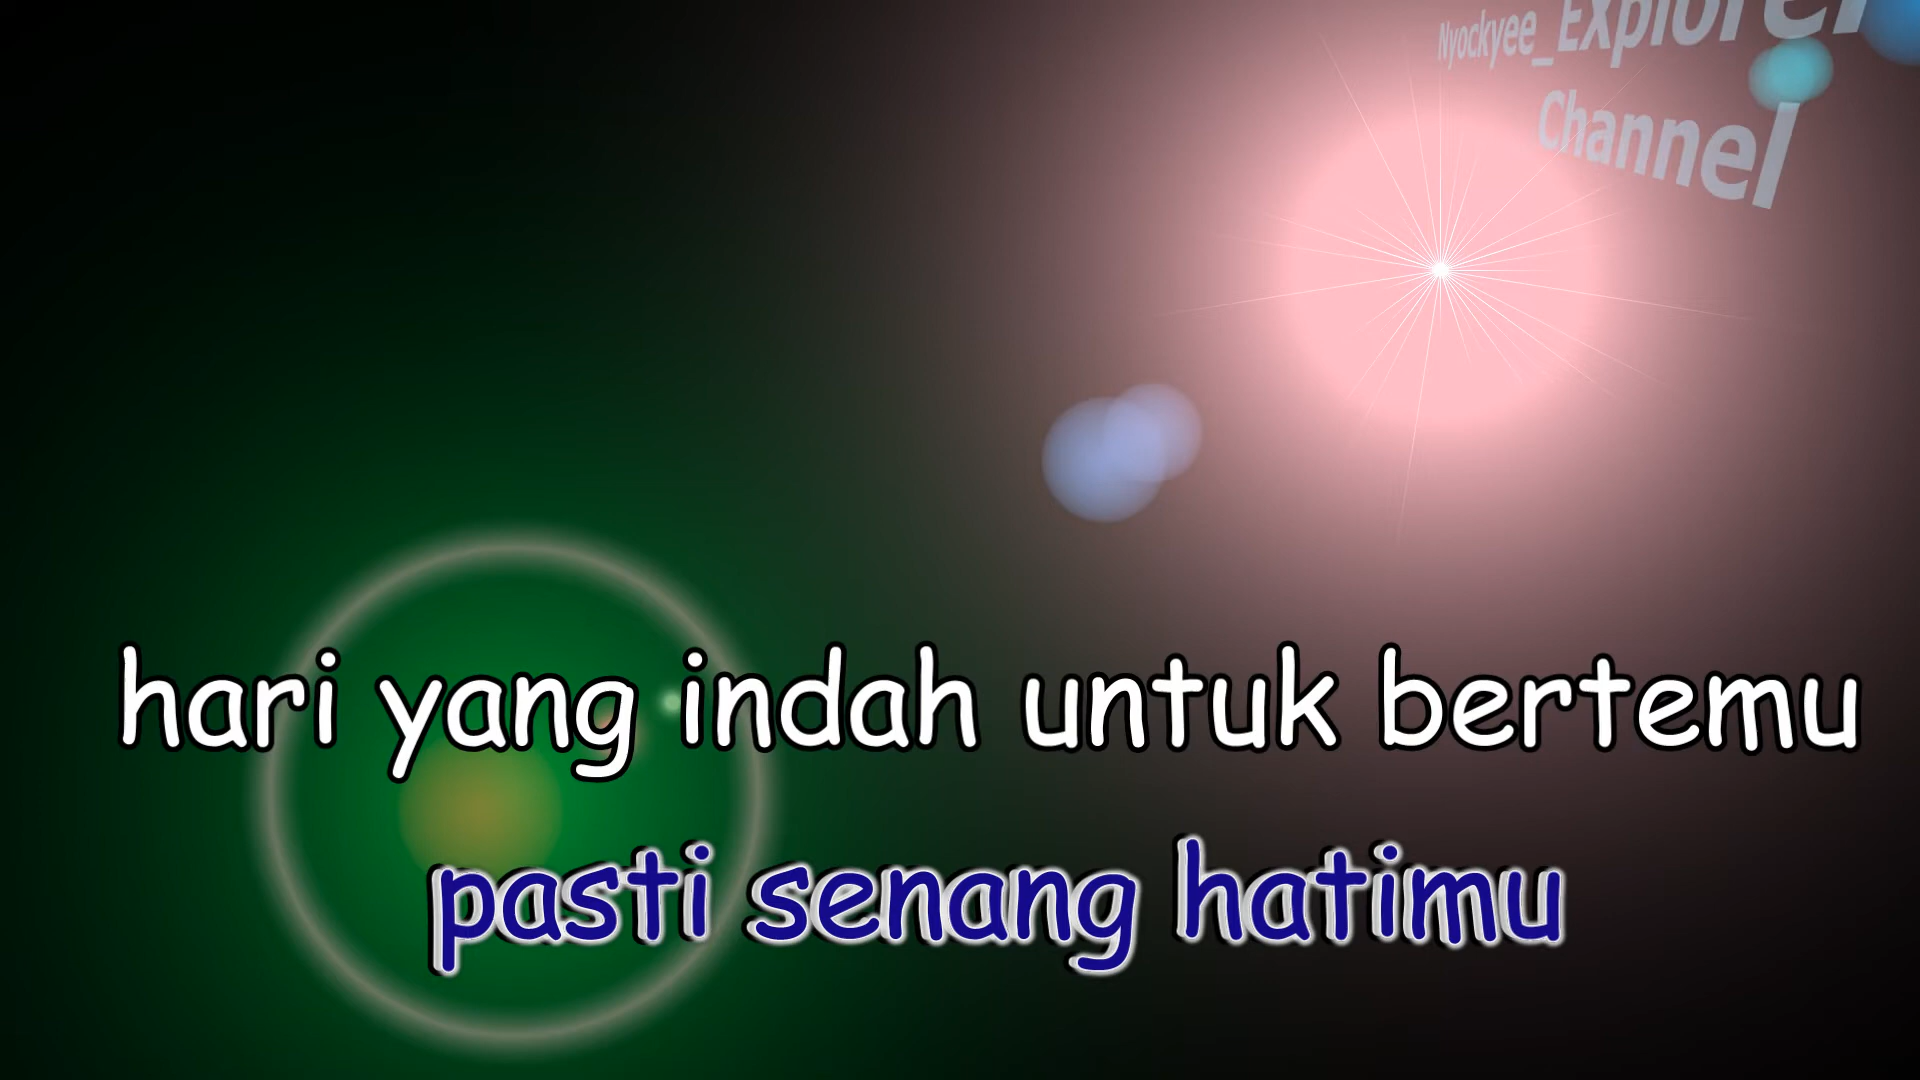 Nyockyee_Explorer
Channel
hari yang indah untuk bertemu
pasti senang hatimu